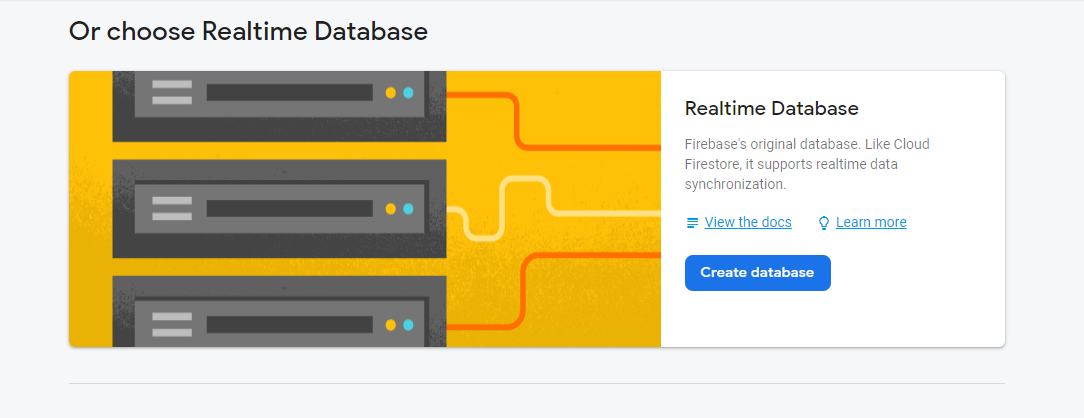 Or choose Realtime Database
Realtime Database
Firebase's original database. Like Cloud
Firestore, it supports realtime data
synchronization.
View the docs
Learn more
Create database